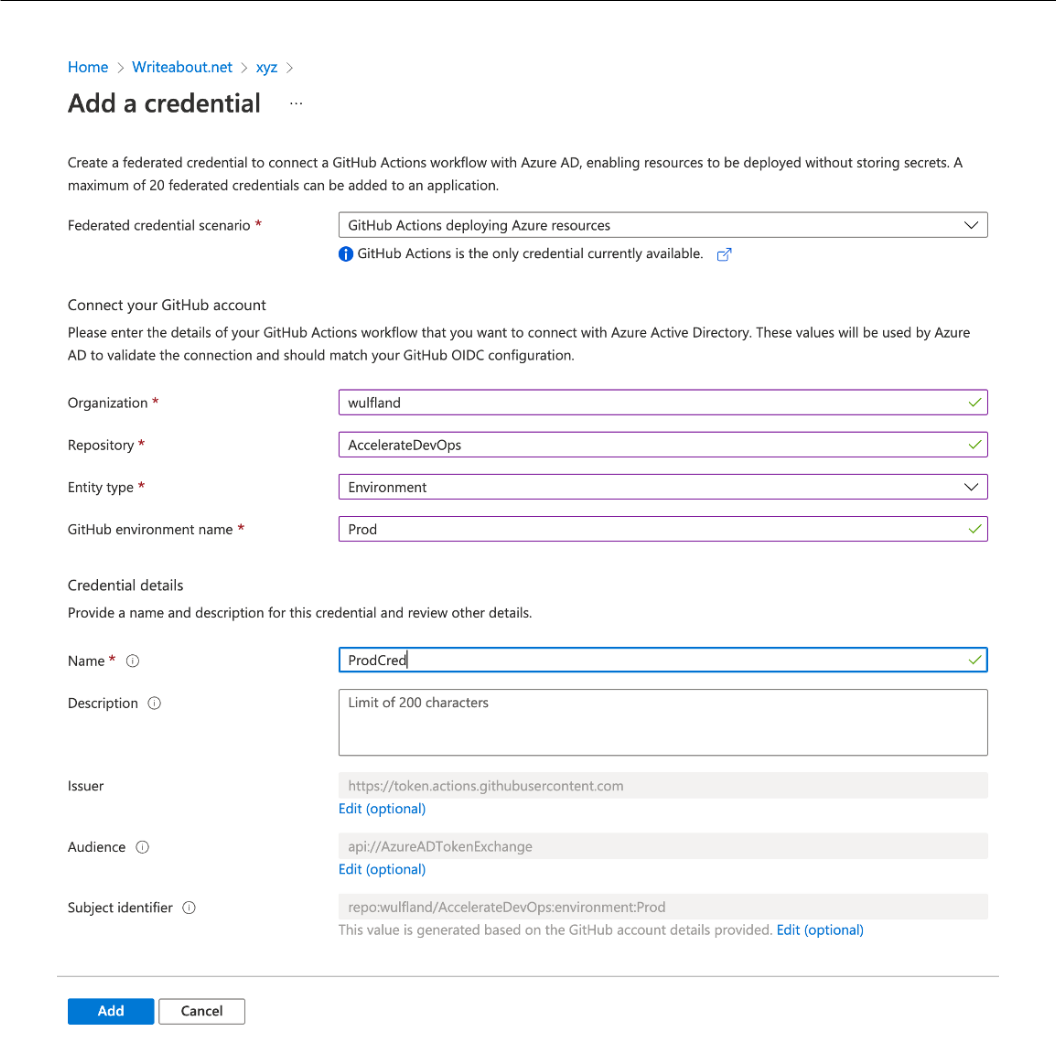 Home > Writeabout.net > xyz >
Add a credential ...
Create a federated credential to connect a GitHub Actions workflow with Azure AD, enabling resources to be deployed without storing secrets. A
maximum of 20 federated credentials can be added to an application.
Federated credential scenario * GitHub Actions deploying Azure resources
GitHub Actions is the only credential currently available.
Connect your GitHub account
Please enter the details of your GitHub Actions workflow that you want to connect with Azure Active Directory. These values will be used by Azure
AD to validate the connection and should match your GitHub OIDC configuration.
Organization * wulfland
Repository * AccelerateDevOps
Entity type * Environment
GitHub environment name * Prod
Credential details
Provide a name and description for this credential and review other details.
Name * ProdCred
Description Limit of 200 characters
Issuer https://token.actions.githubusercontent.com
Edit (optional)
Audience api://AzureADTokenExchange
Edit (optional)
Subject identifier repo:wulfland/AccelerateDevOps:environment:Prod
This value is generated based on the GitHub account details provided. Edit (optional)
Add Cancel